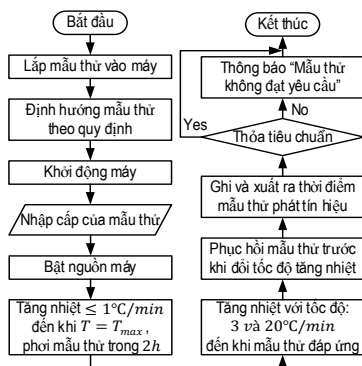 Bắt đầu
Lắp mẫu thử vào máy
Định hướng mẫu thử
theo quy định
Khởi động máy
Nhập cấp của mẫu thử
Bật nguồn máy
Tăng nhiệt ≤ 1°C/min
đến khi T = Tmax,
phơi mẫu thử trong 2h
Tăng nhiệt với tốc độ:
3 và 20°C/min
đến khi mẫu thử đáp ứng
Phục hồi mẫu thử trước
khi đổi tốc độ tăng nhiệt
Ghi và xuất ra thời điểm
mẫu thử phát tín hiệu
Thỏa tiêu chuẩn
Yes
No
Thông báo “Mẫu thử
không đạt yêu cầu”
Kết thúc